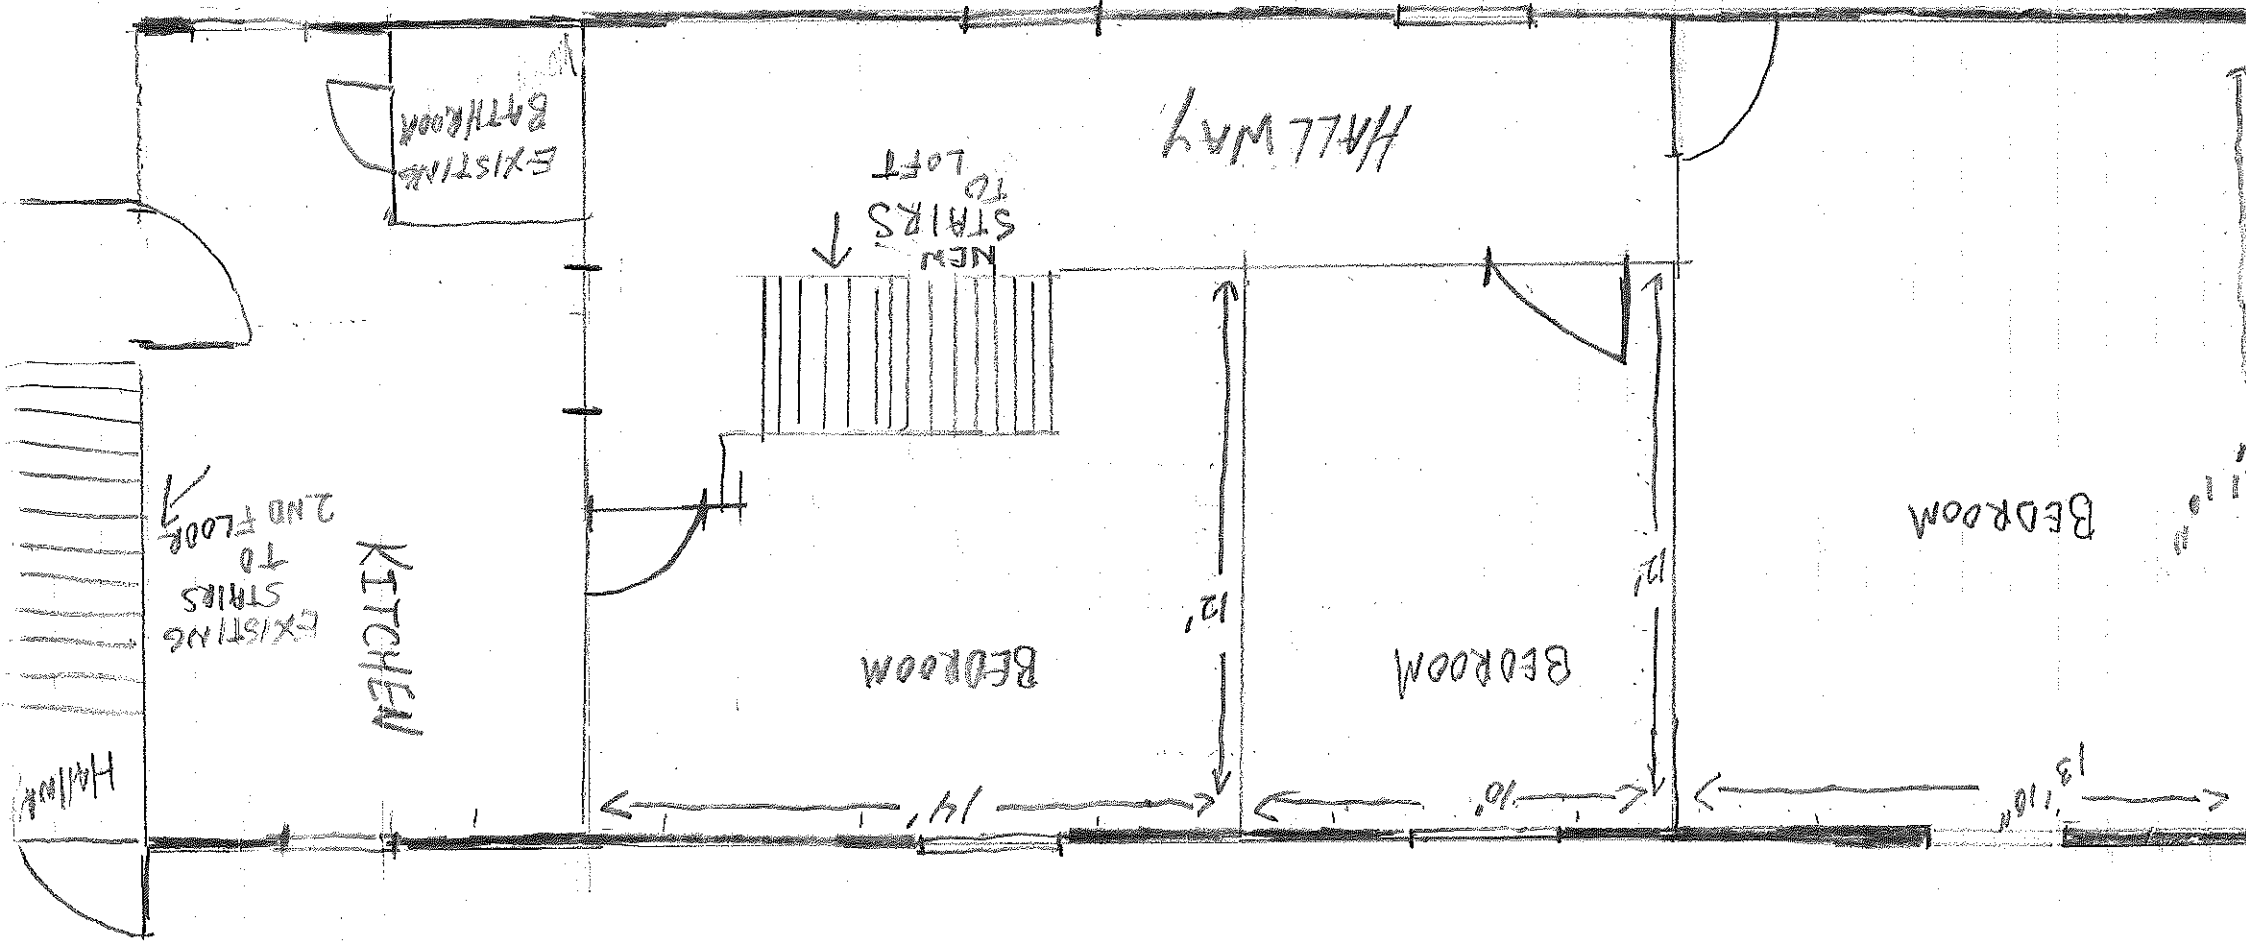 13'10"
10'
14'
HAllWAY
BEDROOM
BEDROOM
BEDROOM
12'
12'
KITCHEN
EXISTING
STAIRS
TO
2ND FLOOR
NEW
STAIRS
TO
LOFT
HALLWAY
EXISTING
BATHROOM